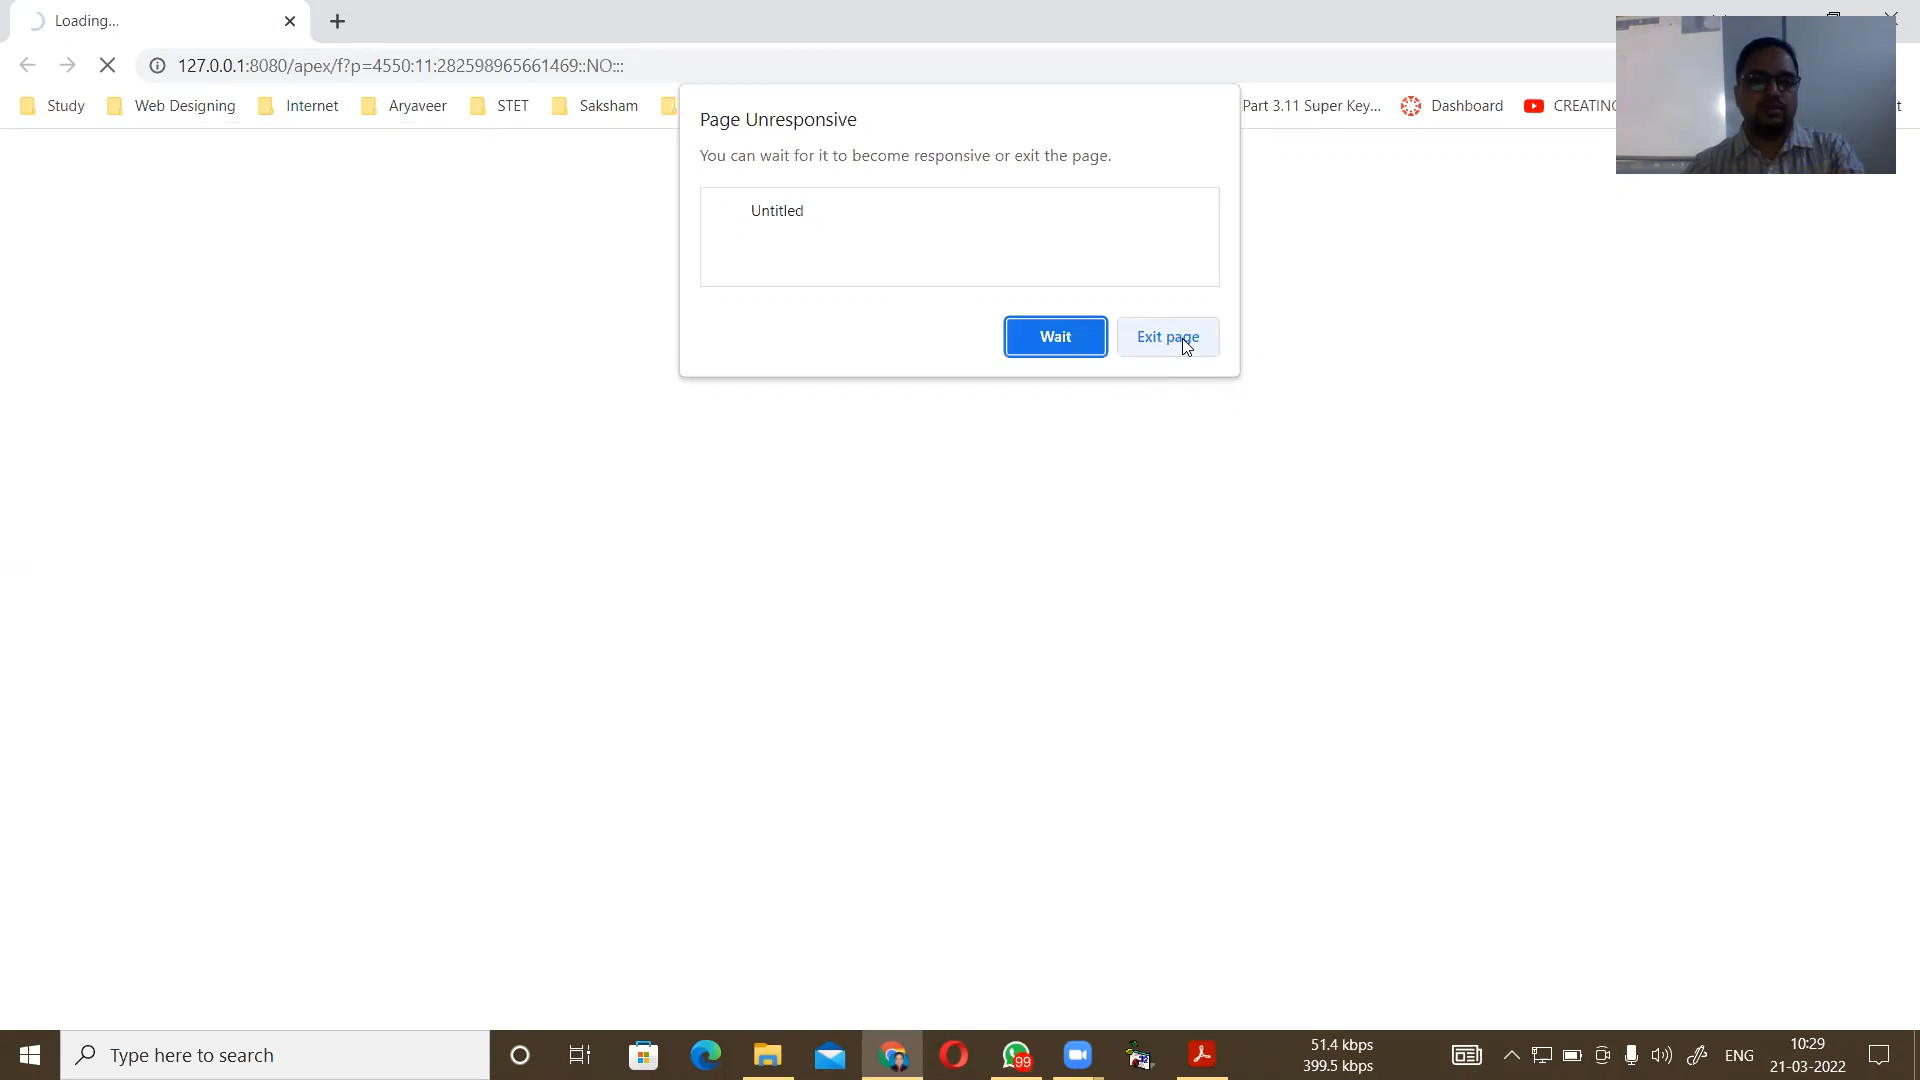 Loading...
127.0.0.1:8080/apex/f?p=4550:11:282598965661469::NO:::
Study Web Designing Internet Aryaveer STET Saksham Part 3.11 Super Key... Dashboard CREATING
Page Unresponsive
You can wait for it to become responsive or exit the page.
Untitled
Wait Exit page
Type here to search
99
32
51.4 kbps
399.5 kbps
ENG
10:29
21-03-2022